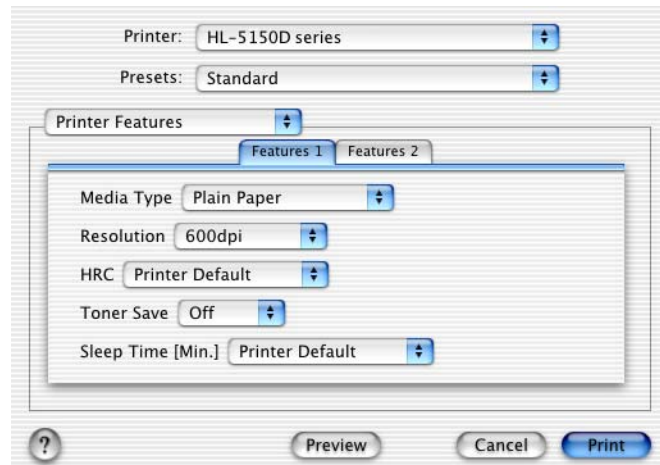 Printer: HL-5150D series
Presets: Standard
Printer Features
Features 1 Features 2
Media Type Plain Paper
Resolution 600dpi
HRC Printer Default
Toner Save Off
Sleep Time [Min.] Printer Default
? Preview Cancel Print